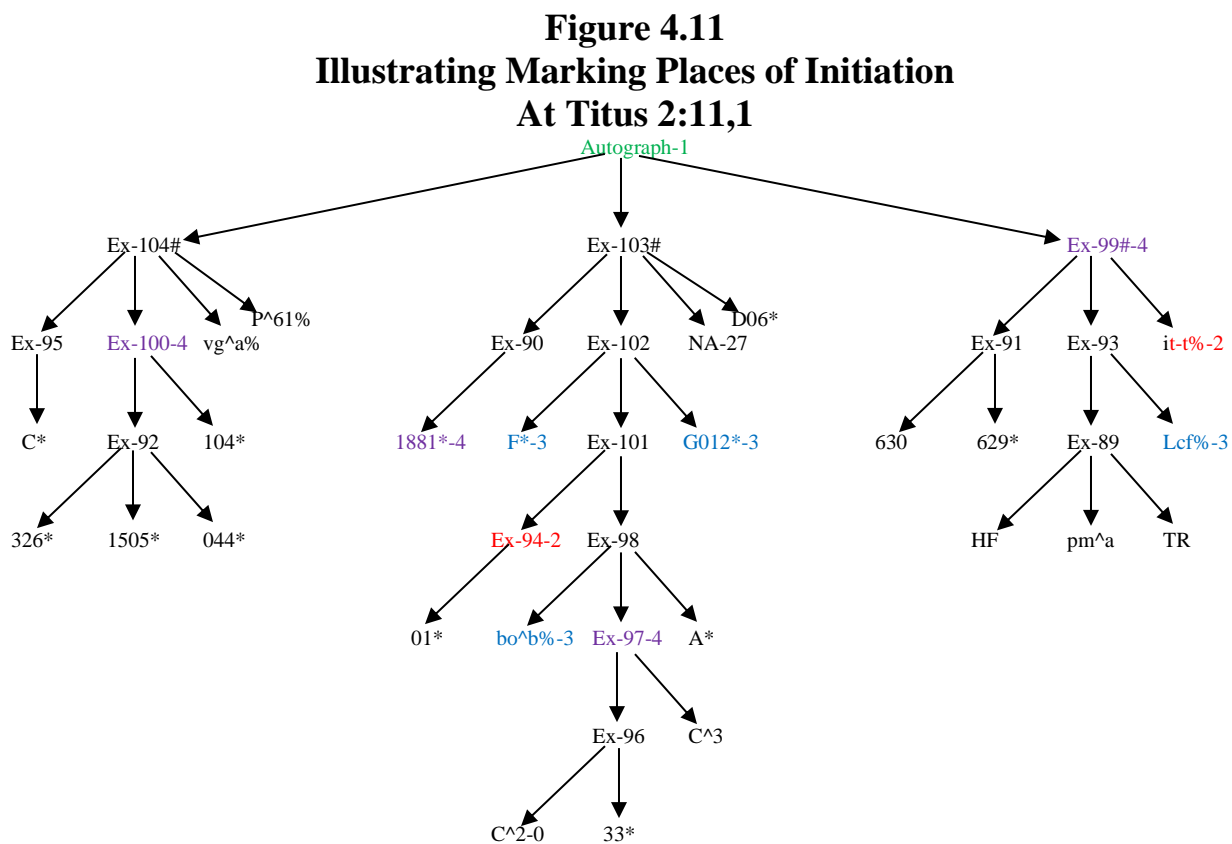 Figure 4.11
Illustrating Marking Places of Initiation
At Titus 2:11,1
Autograph-1
Ex-104# Ex-103# Ex-99#-4
P^61% D06*
Ex-95 Ex-100-4 vg^a% Ex-90 Ex-102 NA-27 Ex-91 Ex-93 it-t%-2
C* Ex-92 104* 1881*-4 F*-3 Ex-101 G012*-3 630 629* Ex-89 Lcf%-3
326* 1505* 044* Ex-94-2 Ex-98 HF pm^a TR
01* bo^b%-3 Ex-97-4 A*
Ex-96 C^3
C^2-0 33*